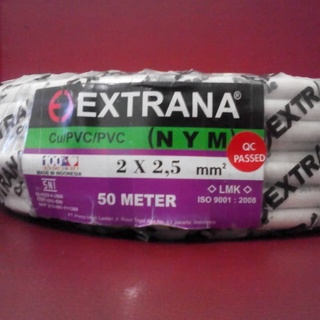 EXTRANA®
Cu/PVC/PVC (NYM)
QC PASSED
2 X 2,5 mm²
100%
MADE IN INDONESIA
SNI
◇ LMK ◇
50 METER
ISO 9001 : 2008
EXTRANA